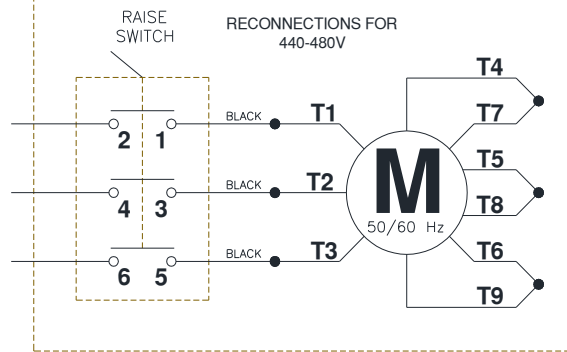 RAISE
SWITCH
RECONNECTIONS FOR
440-480V
T4
BLACK T1 T7
2 1
T5
BLACK T2 M
4 3 T8
50/60 Hz
BLACK T3 T6
6 5
T9